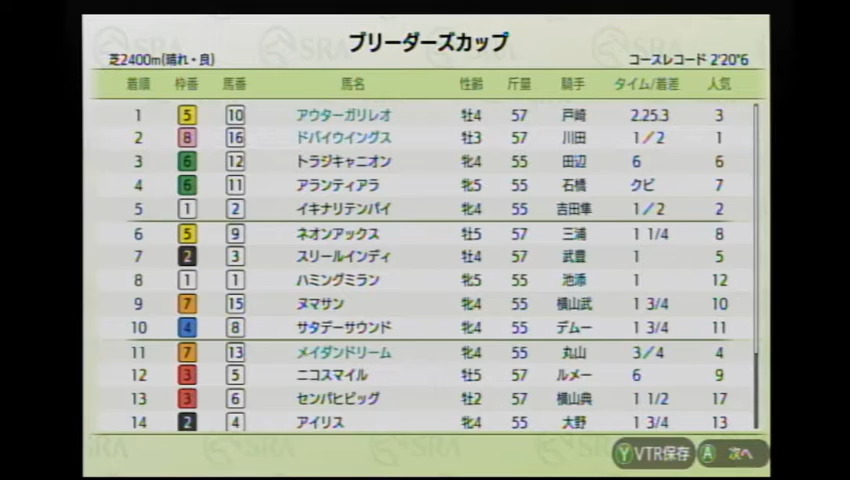 ブリーダーズカップ
芝2400m(晴れ・良) コースレコード 2'20"6
着順 枠番 馬番 馬名 性齢 斤量 騎手 タイム/着差 人気
1 5 10 アウターガリレオ 牡4 57 戸崎 2.25.3 3
2 8 16 ドバイウイングス 牡3 57 川田 1/2 1
3 6 12 トラジキャニオン 牝4 55 田辺 6 6
4 6 11 アランティアラ 牝5 55 石橋 クビ 7
5 1 2 イキナリテンパイ 牝4 55 吉田隼 1/2 2
6 5 9 ネオンアックス 牡5 57 三浦 1 1/4 8
7 2 3 スリールインディ 牡4 57 武豊 1 5
8 1 1 ハミングミラン 牝5 55 池添 1 12
9 7 15 ヌマサン 牝4 55 横山武 1 3/4 10
10 4 8 サタデーサウンド 牝4 55 デムー 1 3/4 11
11 7 13 メイダンドリーム 牝4 55 丸山 3/4 4
12 3 5 ニコスマイル 牡5 57 ルメー 6 9
13 3 6 センパヒビッグ 牡2 57 横山典 1 1/2 17
14 2 4 アイリス 牝4 55 大野 1 3/4 13
Y VTR保存 A 次へ
SRA